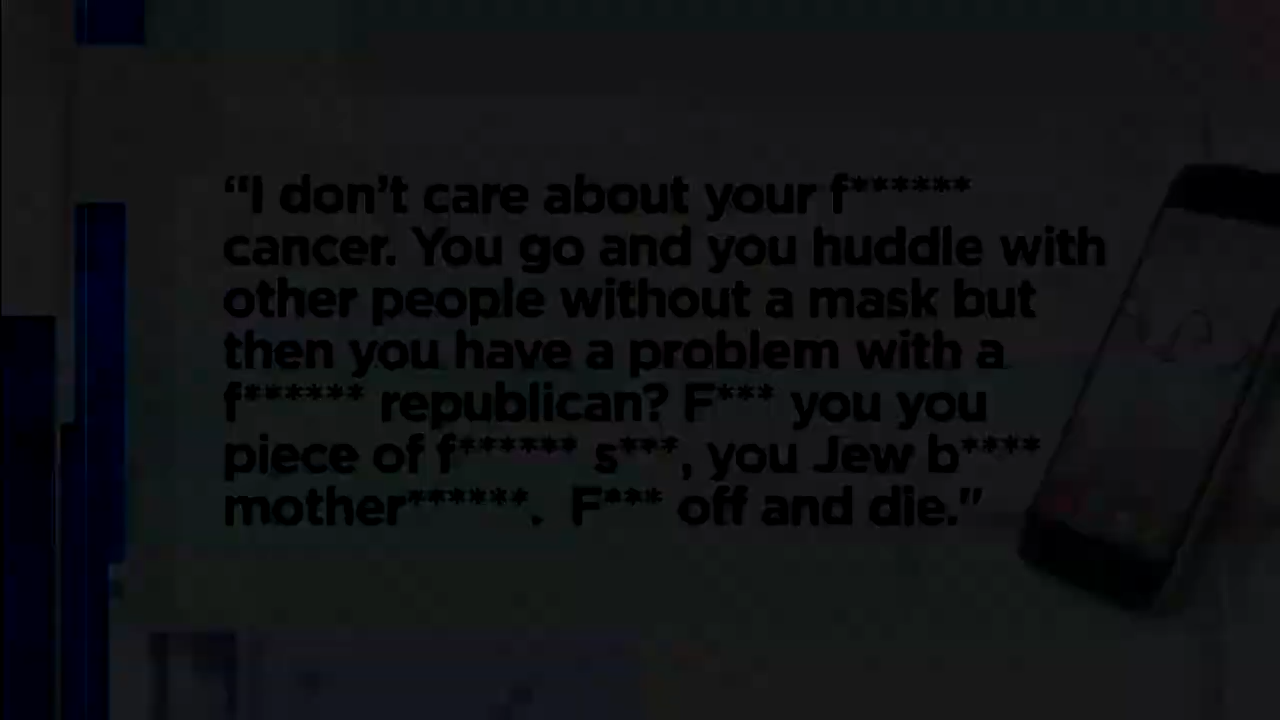 “I don’t care about your f******
cancer. You go and you huddle with
other people without a mask but
then you have a problem with a
f****** republican? F*** you you
piece of f****** s***, you Jew b****
mother******. F*** off and die.”